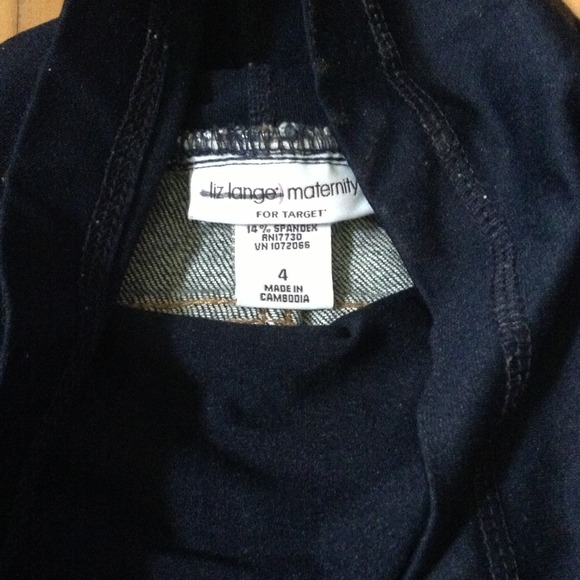 liz lange) maternity
FOR TARGET
14% SPANDEX
RN17730
VN 1072066
4
MADE IN
CAMBODIA